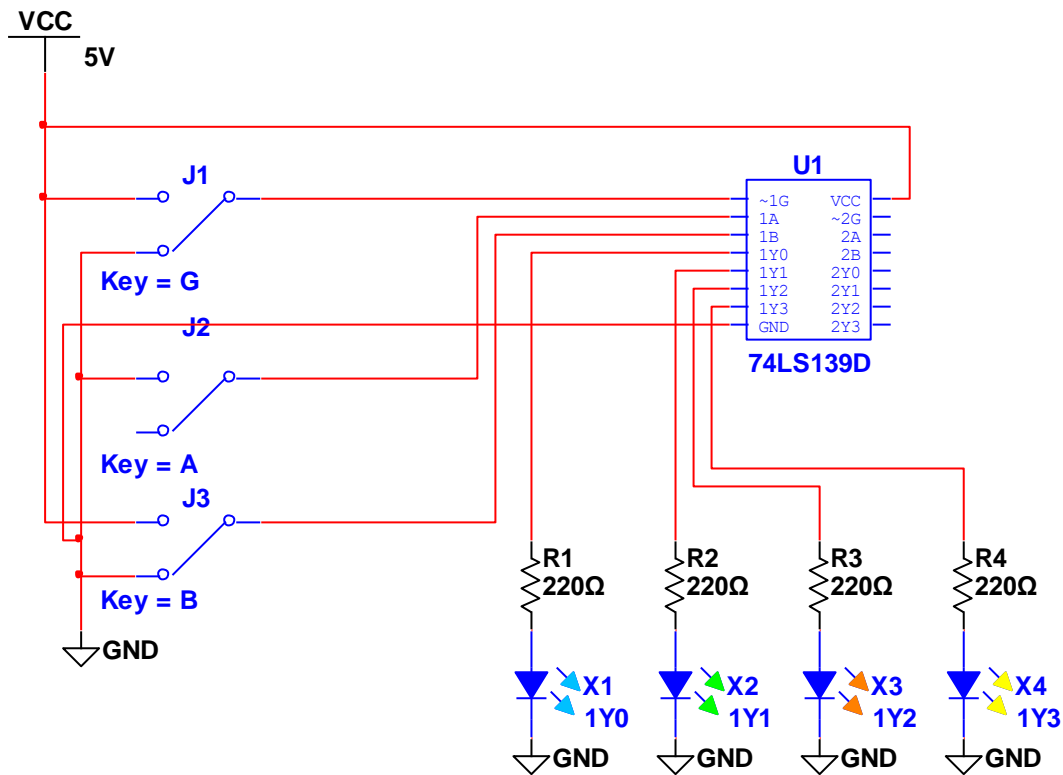 VCC
5V
J1
Key = G
J2
Key = A
J3
Key = B
GND
U1
~1G VCC
1A ~2G
1B 2A
1Y0 2B
1Y1 2Y0
1Y2 2Y1
1Y3 2Y2
GND 2Y3
74LS139D
R1
220Ω
R2
220Ω
R3
220Ω
R4
220Ω
X1
1Y0
X2
1Y1
X3
1Y2
X4
1Y3
GND
GND
GND
GND